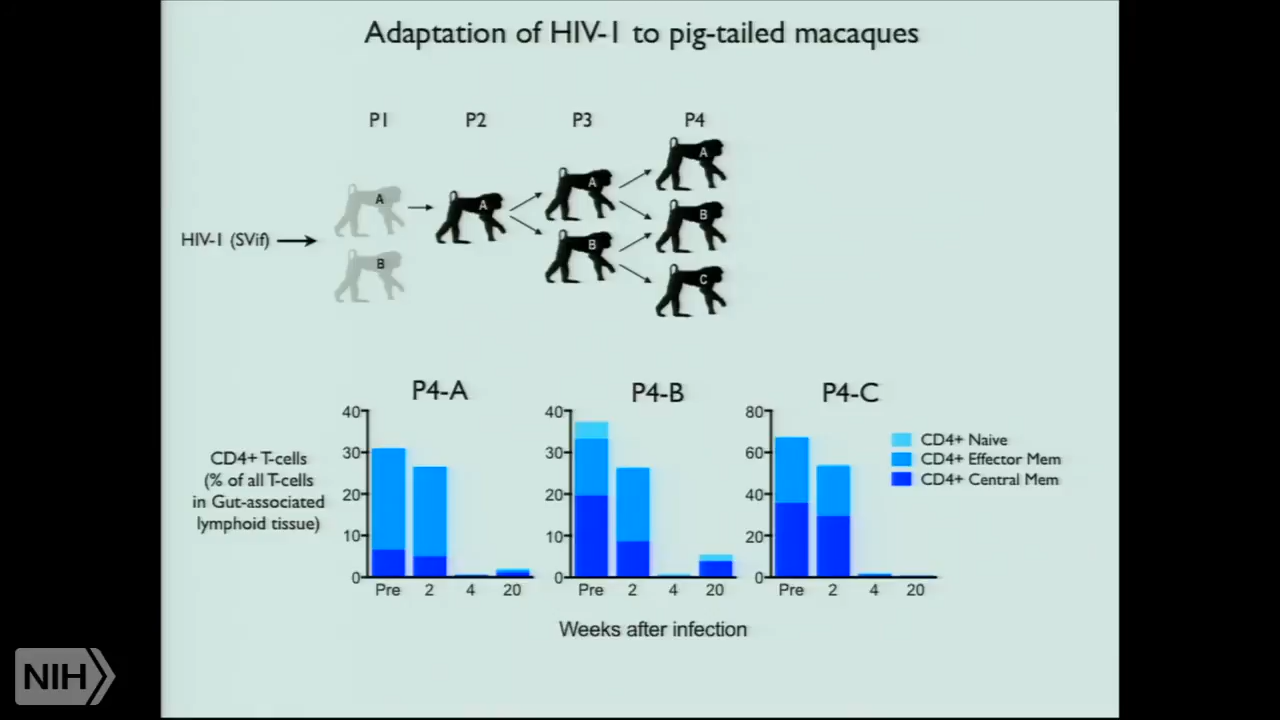 Adaptation of HIV-1 to pig-tailed macaques
P1 P2 P3 P4
A
A
A
A
B
HIV-1 (SVif)
B
B
C
P4-A P4-B P4-C
40 40 80
30 30 60
20 20 40
10 10 20
0 0 0
CD4+ T-cells
(% of all T-cells
in Gut-associated
lymphoid tissue)
CD4+ Naive
CD4+ Effector Mem
CD4+ Central Mem
Pre 2 4 20 Pre 2 4 20 Pre 2 4 20
Weeks after infection
NIH